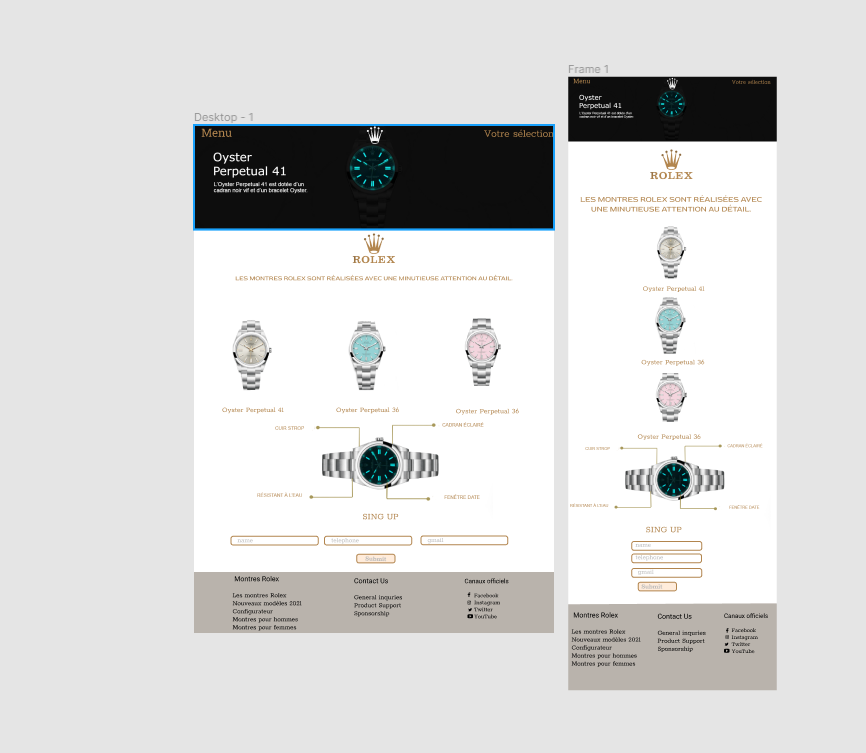 Desktop - 1
Menu
Votre sélection
Oyster
Perpetual 41
L'Oyster Perpetual 41 est dotée d'un
cadran noir vif et d'un bracelet Oyster.
ROLEX
LES MONTRES ROLEX SONT RÉALISÉES AVEC UNE MINUTIEUSE ATTENTION AU DÉTAIL.
Oyster Perpetual 41
Oyster Perpetual 36
Oyster Perpetual 36
CUIR STROP
CADRAN ÉCLAIRÉ
RÉSISTANT À L'EAU
FENÊTRE DATE
SING UP
name
telephone
gmail
Submit
Montres Rolex
Les montres Rolex
Nouveaux modèles 2021
Configurateur
Montres pour hommes
Montres pour femmes
Contact Us
General inquries
Product Support
Sponsorship
Canaux officiels
Facebook
Instagram
Twitter
YouTube
Frame 1
Menu
Votre sélection
Oyster
Perpetual 41
L'Oyster Perpetual 41 est dotée d'un
cadran noir vif et d'un bracelet Oyster.
ROLEX
LES MONTRES ROLEX SONT RÉALISÉES AVEC
UNE MINUTIEUSE ATTENTION AU DÉTAIL.
Oyster Perpetual 41
Oyster Perpetual 36
Oyster Perpetual 36
CUIR STROP
CADRAN ÉCLAIRÉ
RÉSISTANT À L'EAU
FENÊTRE DATE
SING UP
name
telephone
gmail
Submit
Montres Rolex
Les montres Rolex
Nouveaux modèles 2021
Configurateur
Montres pour hommes
Montres pour femmes
Contact Us
General inquries
Product Support
Sponsorship
Canaux officiels
Facebook
Instagram
Twitter
YouTube